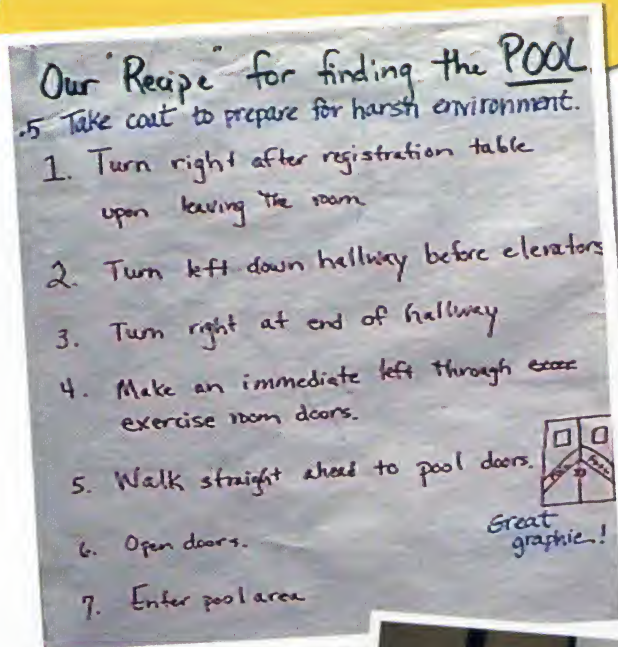 Our "Recipe" for finding the POOL.
.5 Take coat to prepare for harsh environment.
1. Turn right after registration table
upon leaving the room
2. Turn left down hallway before elevators
3. Turn right at end of hallway
4. Make an immediate left through
exercise room doors.
5. Walk straight ahead to pool doors.
Great
graphic!
6. Open doors.
7. Enter pool area